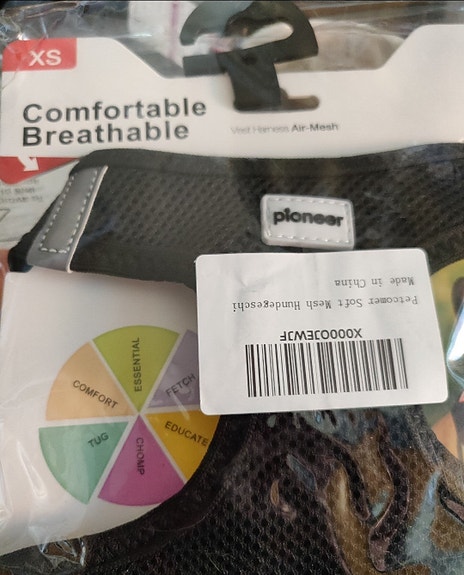 XS
Comfortable
Breathable
Vest Harness Air-Mesh
pioneer
X000OJEWJF
Petcomer Soft Mesh Hundegeschi
Made in China
ESSENTIAL
FETCH
EDUCATE
CHOMP
TUG
COMFORT